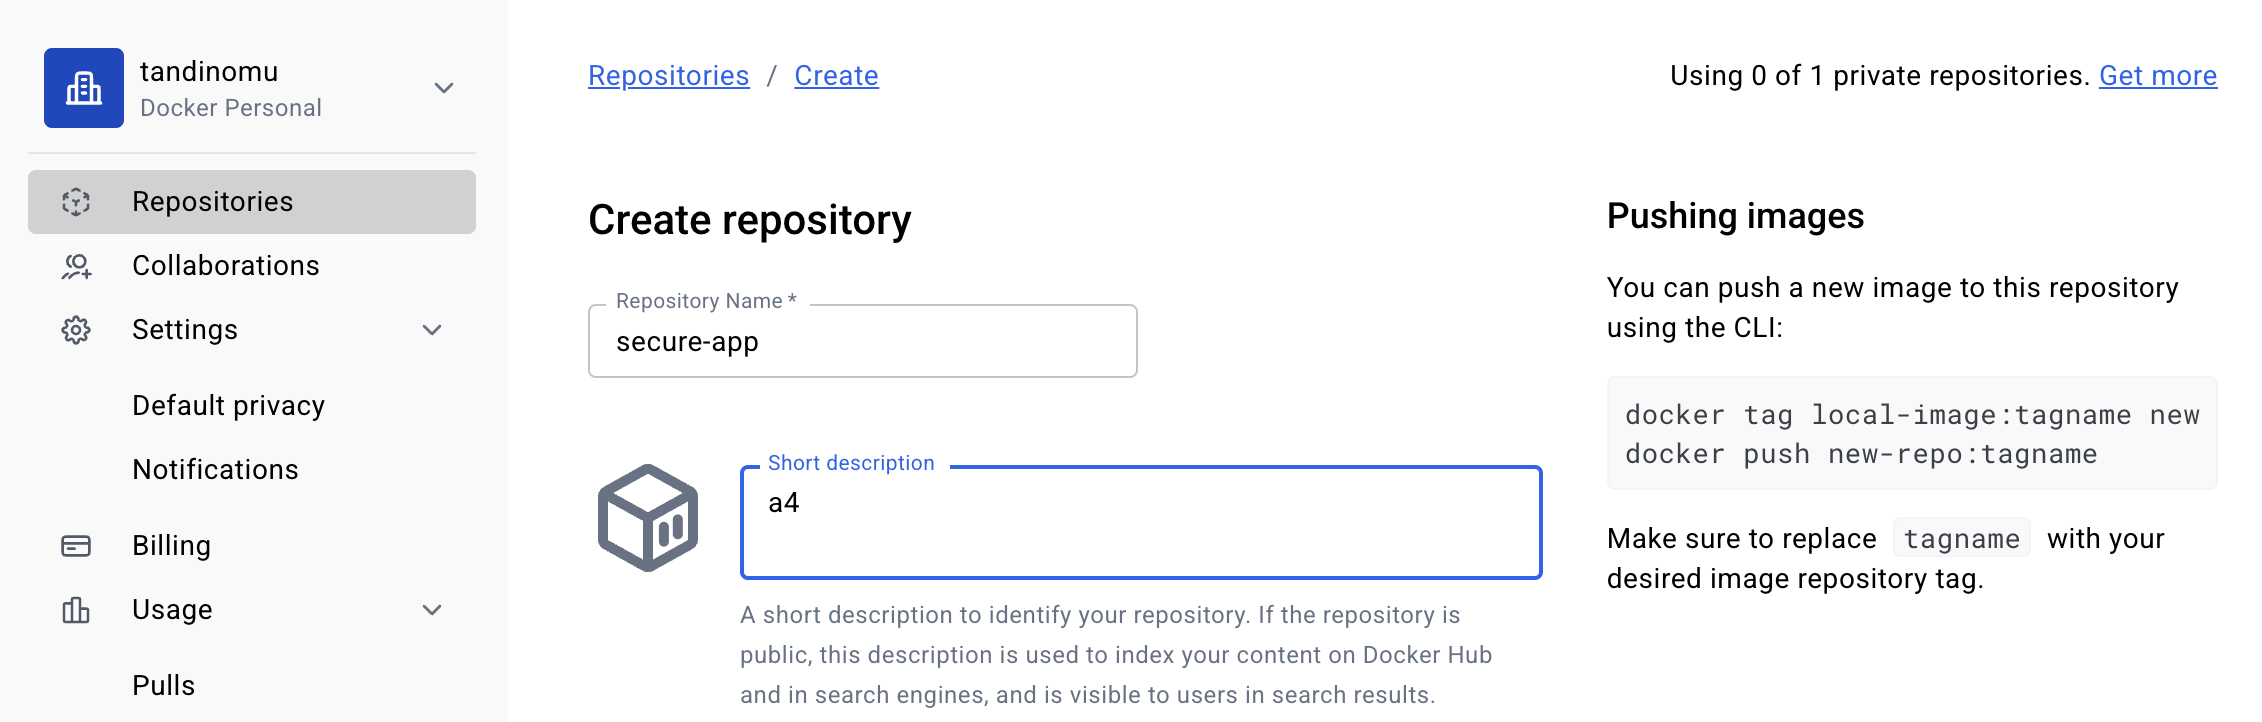 tandinomu
Docker Personal
Repositories
Collaborations
Settings
Default privacy
Notifications
Billing
Usage
Pulls
Repositories / Create
Using 0 of 1 private repositories. Get more
Create repository
Repository Name *
secure-app
Short description
a4
A short description to identify your repository. If the repository is
public, this description is used to index your content on Docker Hub
and in search engines, and is visible to users in search results.
Pushing images
You can push a new image to this repository
using the CLI:
docker tag local-image:tagname new
docker push new-repo:tagname
Make sure to replace tagname with your
desired image repository tag.